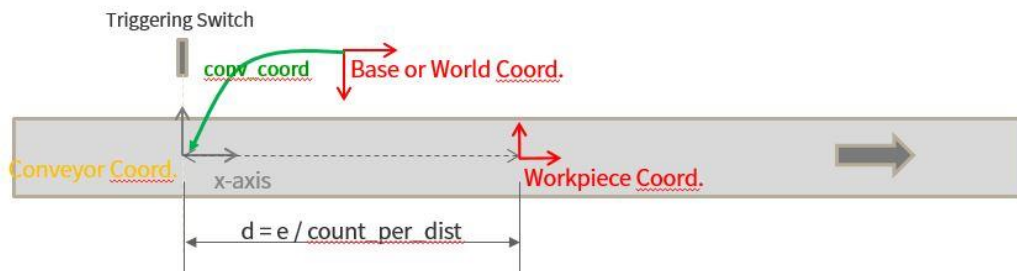 Triggering Switch
conv_coord
Base or World Coord.
Conveyor Coord.
x-axis
Workpiece Coord.
d = e / count_per_dist